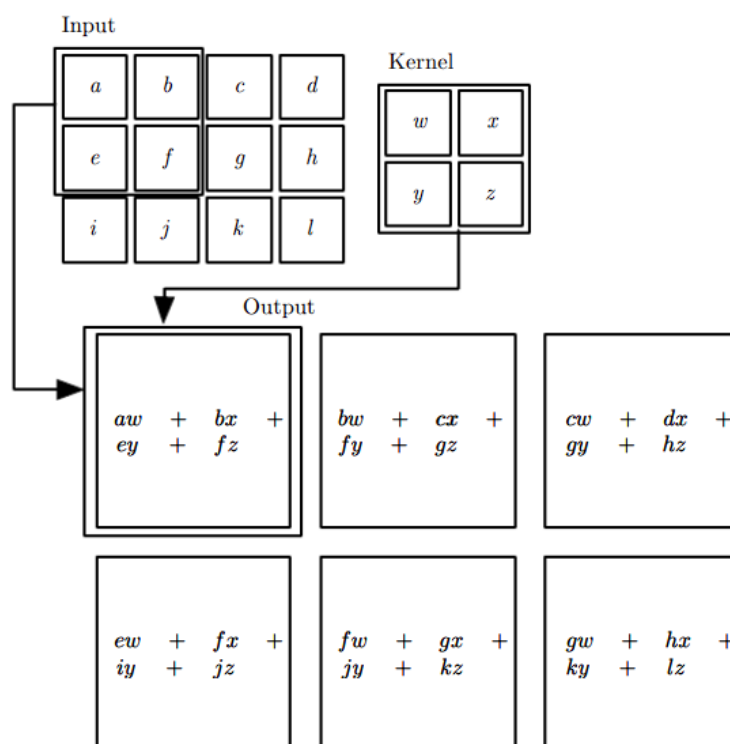 Input
a b c d
e f g h
i j k l
Kernel
w x
y z
Output
aw + bx +
ey + fz
bw + cx +
fy + gz
cw + dx +
gy + hz
ew + fx +
iy + jz
fw + gx +
jy + kz
gw + hx +
ky + lz